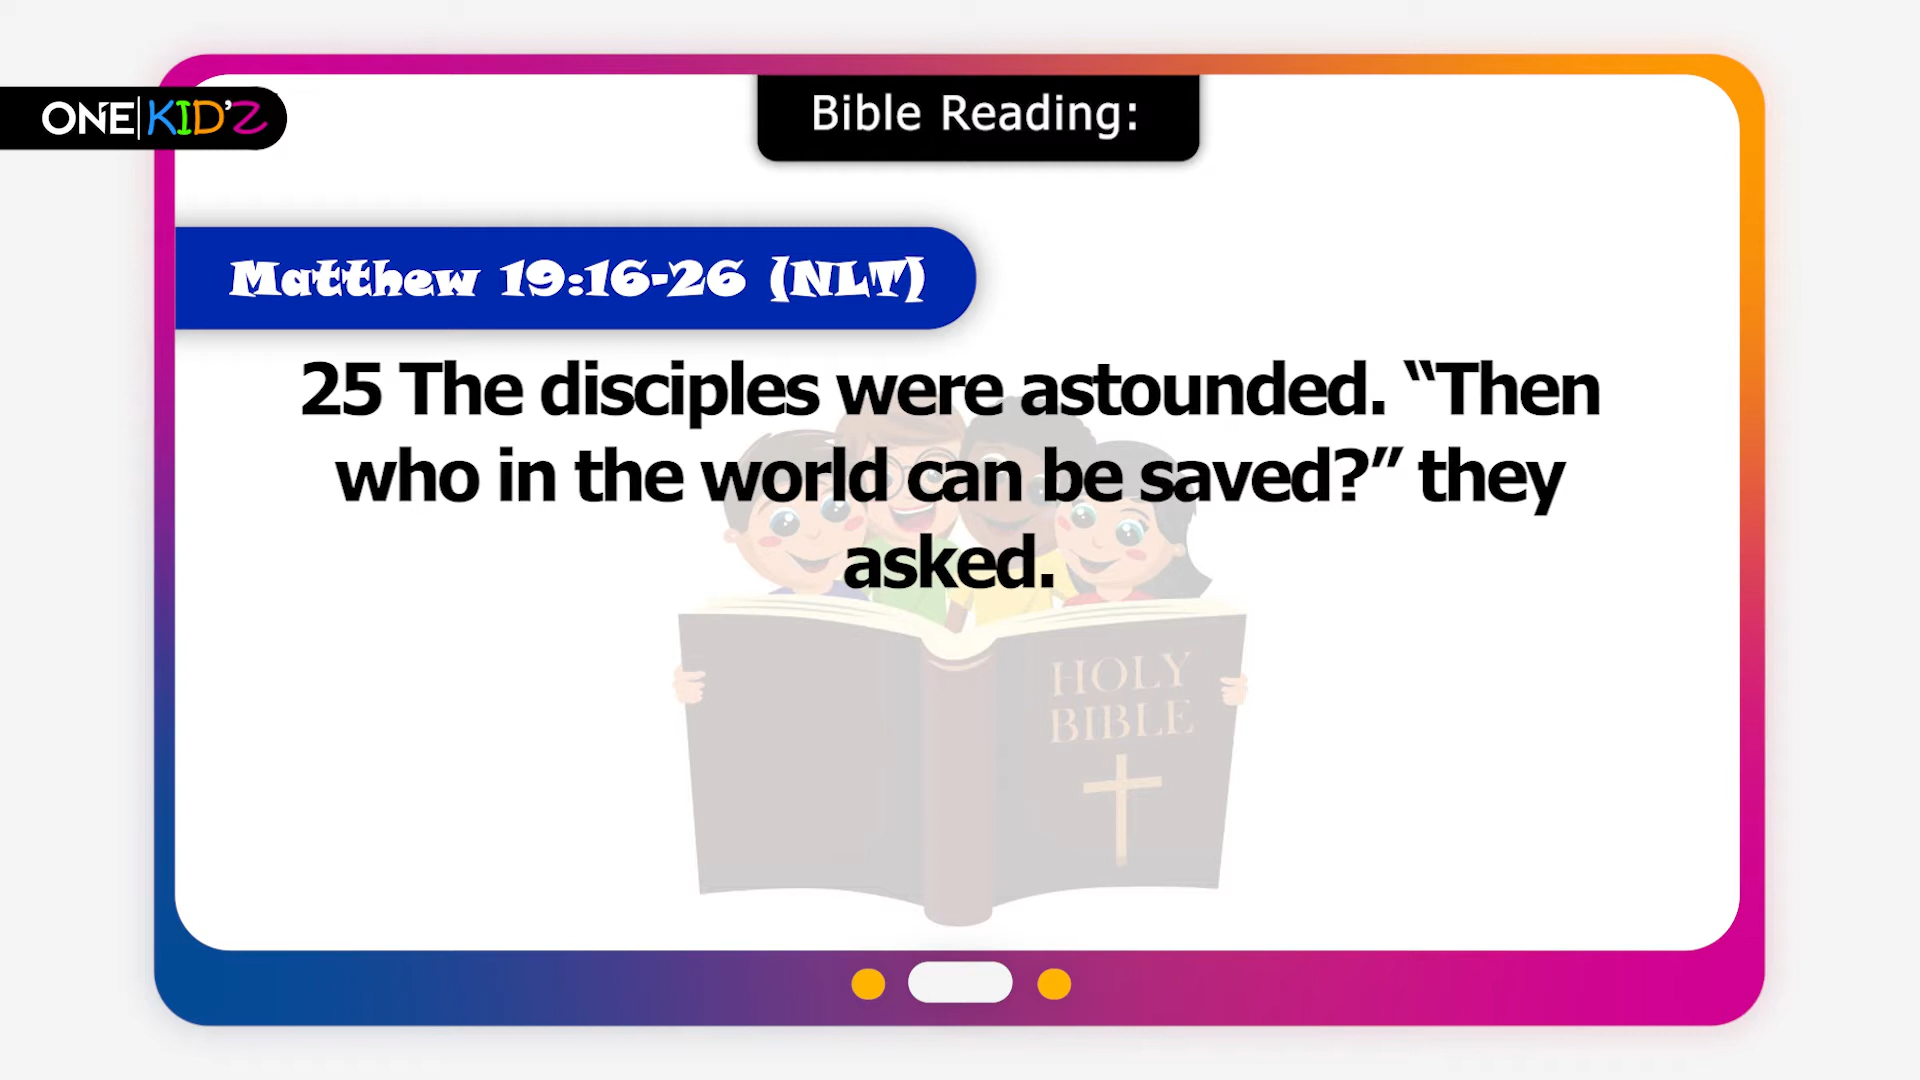 ONE|KID'Z
Bible Reading:
Matthew 19:16-26 (NLT)
25 The disciples were astounded. “Then
who in the world can be saved?” they
asked.
HOLY
BIBLE